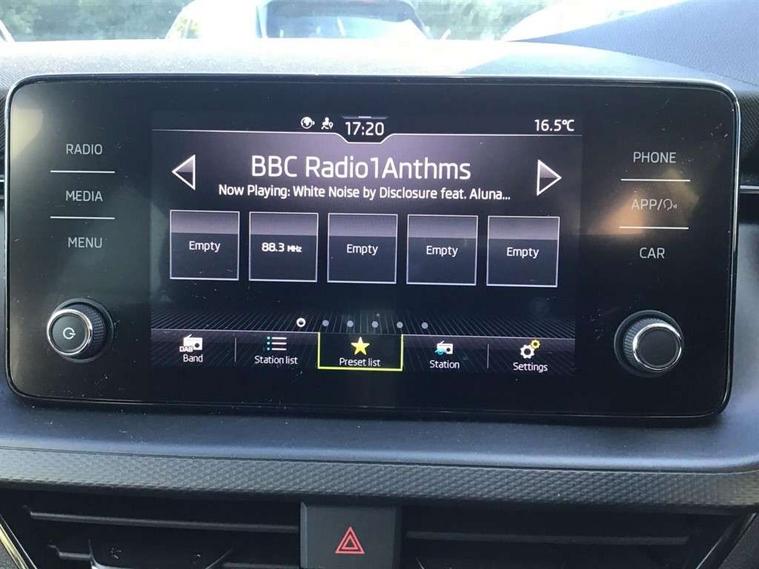 17:20
16.5°C
RADIO
MEDIA
MENU
BBC Radio1Anthms
Now Playing: White Noise by Disclosure feat. Aluna...
Empty
88.3 MHz
Empty
Empty
Empty
DAB
Band
Station list
Preset list
Station
Settings
PHONE
APP/
CAR